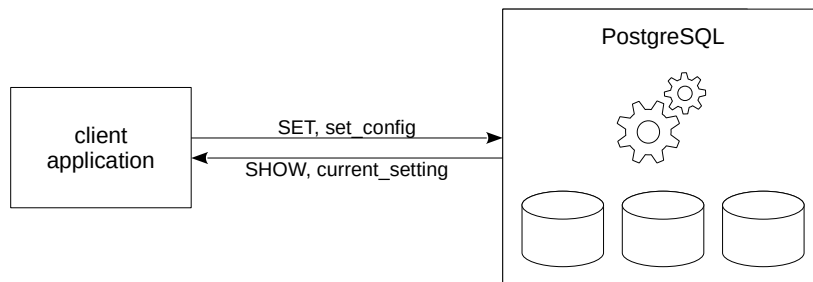 PostgreSQL
client
application
SET, set_config
SHOW, current_setting